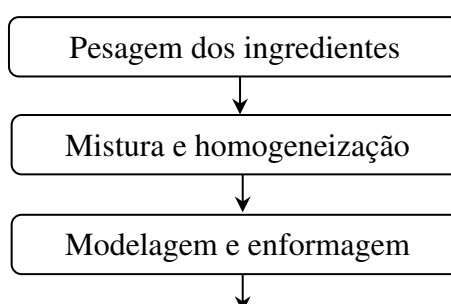 Pesagem dos ingredientes
Mistura e homogeneização
Modelagem e enformagem